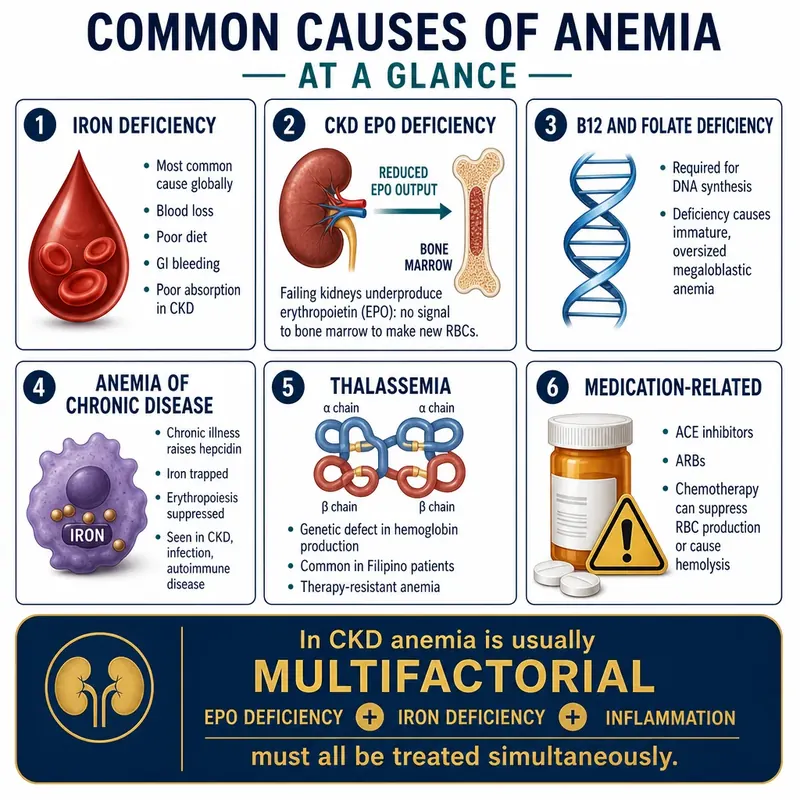 COMMON CAUSES OF ANEMIA
AT A GLANCE
1
IRON DEFICIENCY
• Most common
cause globally
• Blood loss
• Poor diet
• GI bleeding
• Poor absorption
in CKD
2
CKD EPO DEFICIENCY
REDUCED
EPO OUTPUT
BONE
MARROW
Failing kidneys underproduce
erythropoietin (EPO): no signal
to bone marrow to make new RBCs.
3
B12 AND FOLATE DEFICIENCY
• Required for
DNA synthesis
• Deficiency causes
immature,
oversized
megaloblastic
anemia
4
ANEMIA OF
CHRONIC DISEASE
IRON
• Chronic illness
raises hepcidin
• Iron trapped
• Erythropoiesis
suppressed
• Seen in CKD,
infection,
autoimmune
disease
5
THALASSEMIA
α chain α chain
β chain β chain
• Genetic defect in hemoglobin
production
• Common in Filipino patients
• Therapy-resistant anemia
6
MEDICATION-RELATED
• ACE inhibitors
• ARBs
• Chemotherapy
can suppress
RBC production
or cause
hemolysis
In CKD anemia is usually
MULTIFACTORIAL
EPO DEFICIENCY + IRON DEFICIENCY + INFLAMMATION
must all be treated simultaneously.